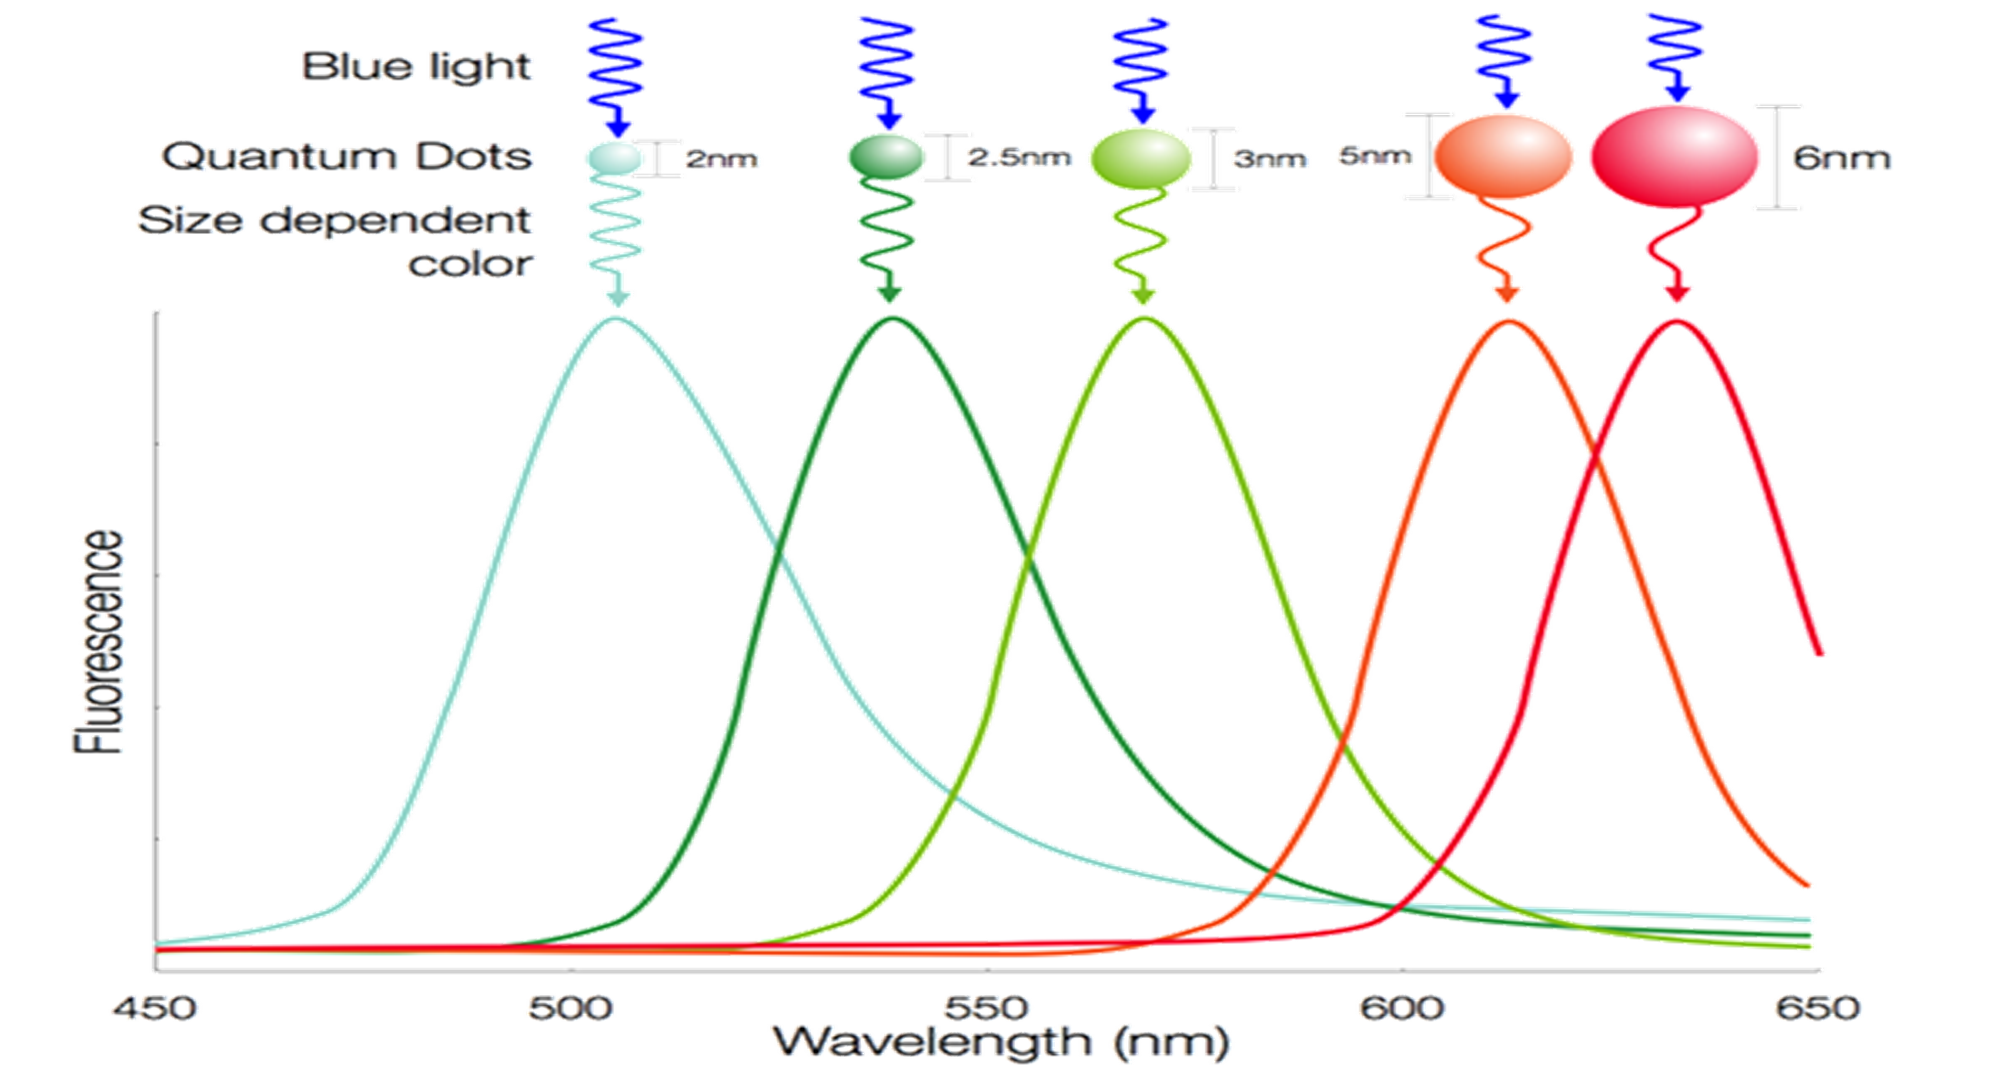 Blue light
Quantum Dots
2nm
2.5nm
3nm
5nm
6nm
Size dependent
color
Fluorescence
450
500
550
600
650
Wavelength (nm)